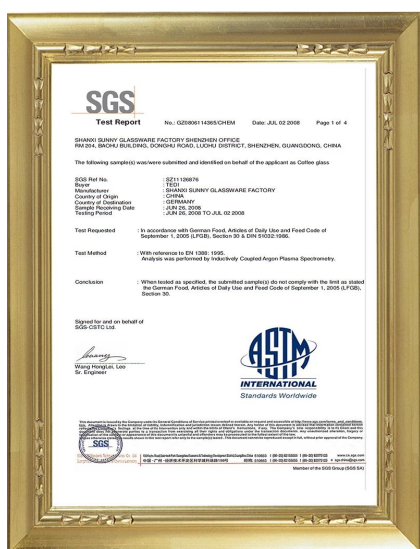 SGS
Test Report No.: GZ0806114365/CHEM Date: JUL 02 2008 Page 1 of 4
SHANXI SUNNY GLASSWARE FACTORY SHENZHEN OFFICE
RM 204, BAOHU BUILDING, DONGHU ROAD, LUOHU DISTRICT, SHENZHEN, GUANGDONG, CHINA
The following sample(s) was/were submitted and identified on behalf of the applicant as Coffee glass
SGS Ref No. : SZ11126876
Buyer : TEDI
Manufacturer : SHANXI SUNNY GLASSWARE FACTORY
Country of Origin : CHINA
Country of Destination : GERMANY
Sample Receiving Date : JUN 26, 2008
Testing Period : JUN 26, 2008 TO JUL 02 2008
Test Requested : In accordance with German Food, Articles of Daily Use and Feed Code of
September 1, 2005 (LFGB), Section 30 & DIN 51032:1986.
Test Method : With reference to EN 1388: 1995.
Analysis was performed by Inductively Coupled Argon Plasma Spectrometry.
Conclusion : When tested as specified, the submitted sample(s) do not comply with the limit as stated
the German Food, Articles of Daily Use and Feed Code of September 1, 2005 (LFGB),
Section 30.
Signed for and on behalf of
SGS-CSTC Ltd.
Wang HongLei, Leo
Sr. Engineer
ASTM
INTERNATIONAL
Standards Worldwide
SGS
Member of the SGS Group (SGS SA)